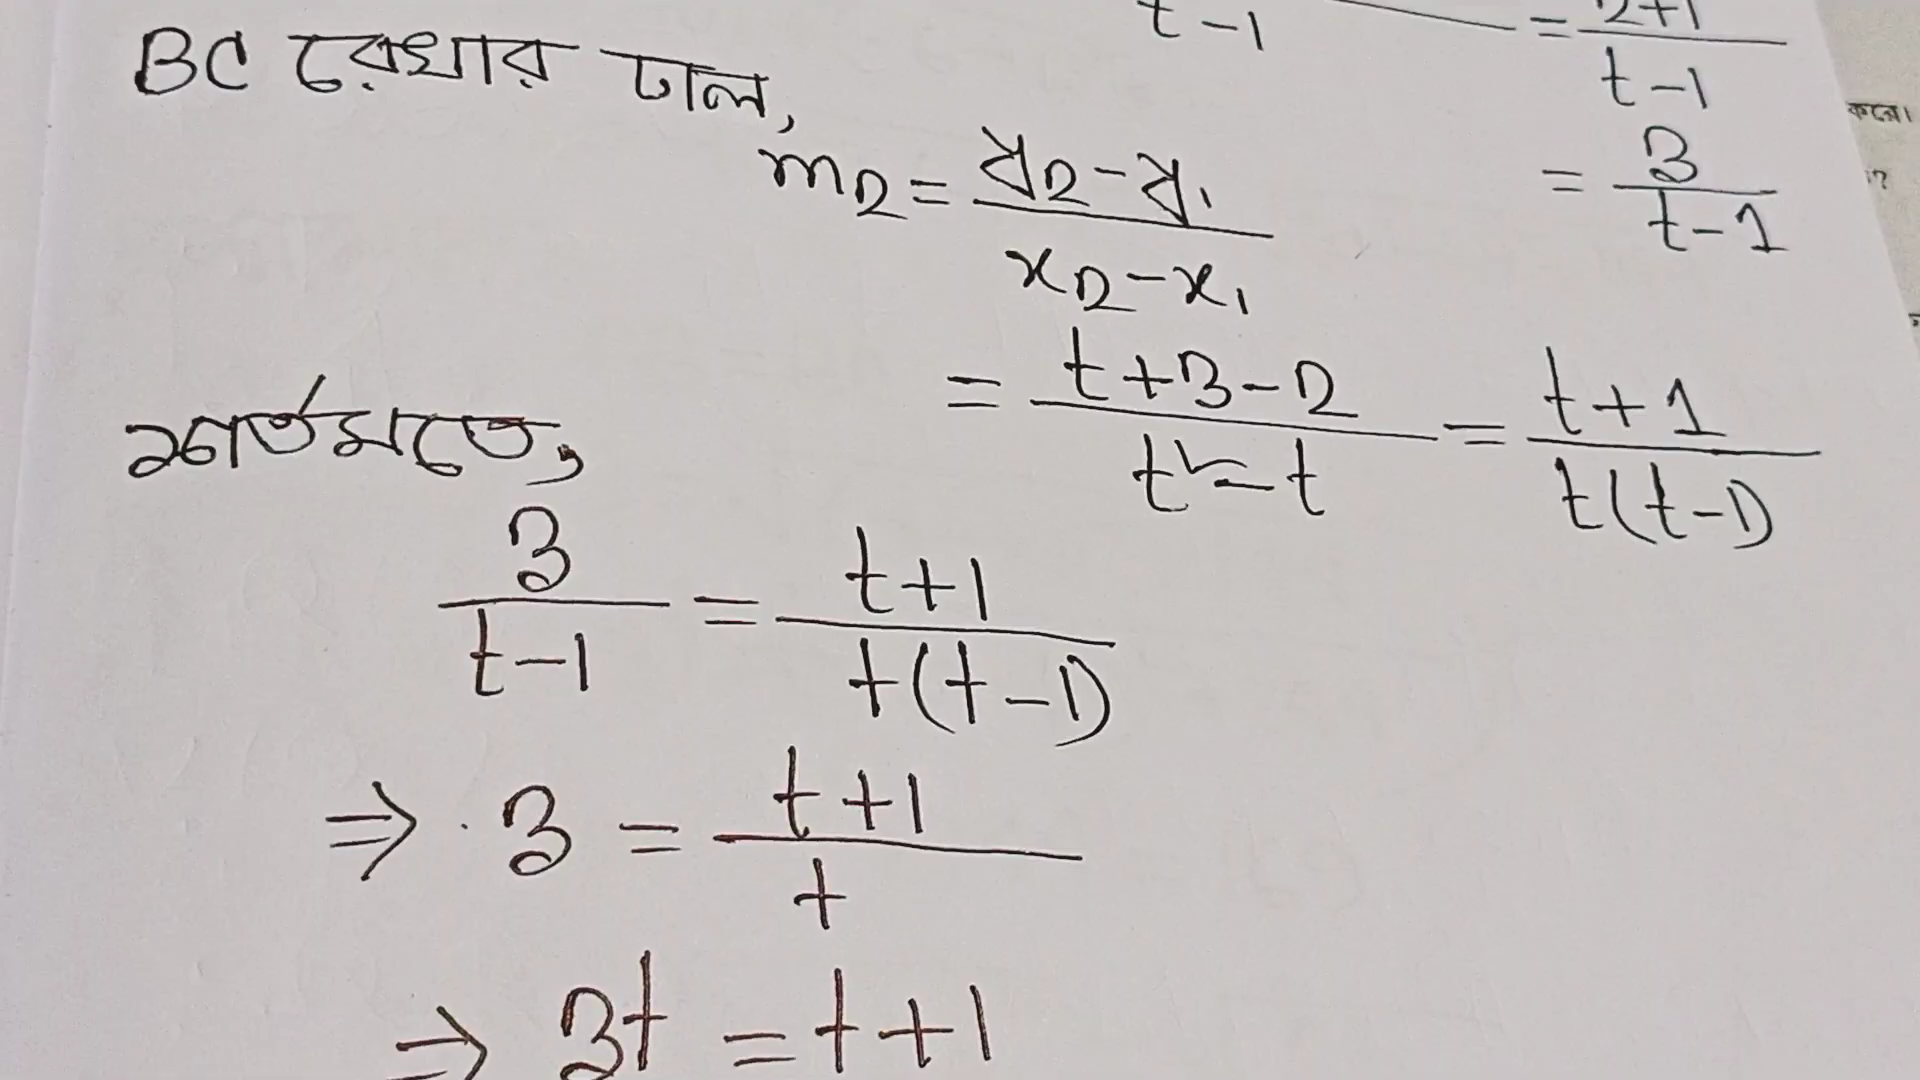 t-1 = 2+1/t-1
BC রেখার ঢাল,
= 3/t-1
m₂ = y₂-y₁/x₂-x₁
= t+3-2/t²-t = t+1/t(t-1)
শর্তমতে,
3/t-1 = t+1/t(t-1)
⇒ 3 = t+1/t
⇒ 3t = t+1
করো।